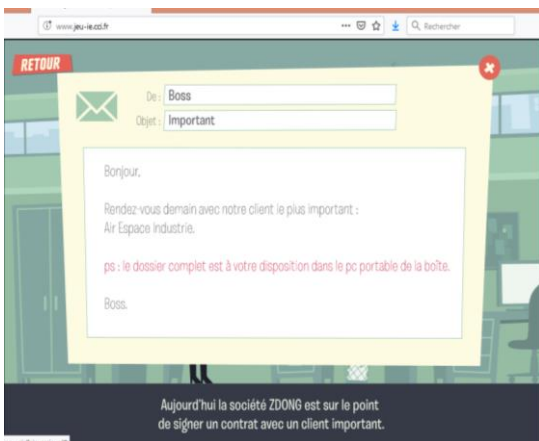 www.jeu-ie.cci.fr
Rechercher
RETOUR
De : Boss
Objet : Important
Bonjour,
Rendez-vous demain avec notre client le plus important :
Air Espace Industrie.
ps : le dossier complet est à votre disposition dans le pc portable de la boîte.
Boss.
Aujourd'hui la société ZDONG est sur le point
de signer un contrat avec un client important.